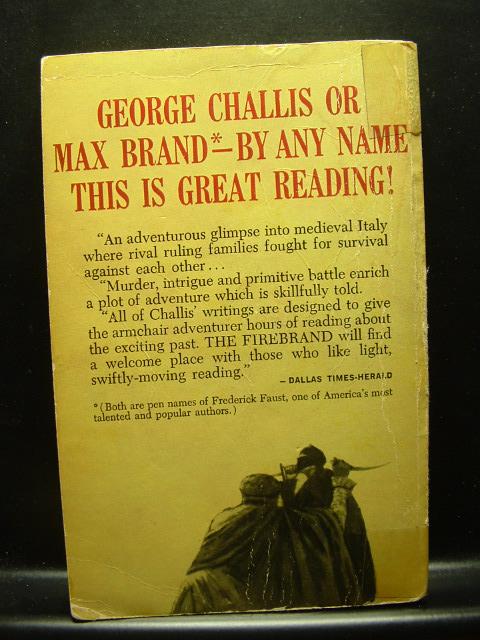 GEORGE CHALLIS OR
MAX BRAND*—BY ANY NAME
THIS IS GREAT READING!
"An adventurous glimpse into medieval Italy
where rival ruling families fought for survival
against each other . . .
"Murder, intrigue and primitive battle enrich
a plot of adventure which is skillfully told.
"All of Challis' writings are designed to give
the armchair adventurer hours of reading about
the exciting past. THE FIREBRAND will find
a welcome place with those who like light,
swiftly-moving reading."
— DALLAS TIMES-HERALD
*(Both are pen names of Frederick Faust, one of America's most
talented and popular authors.)